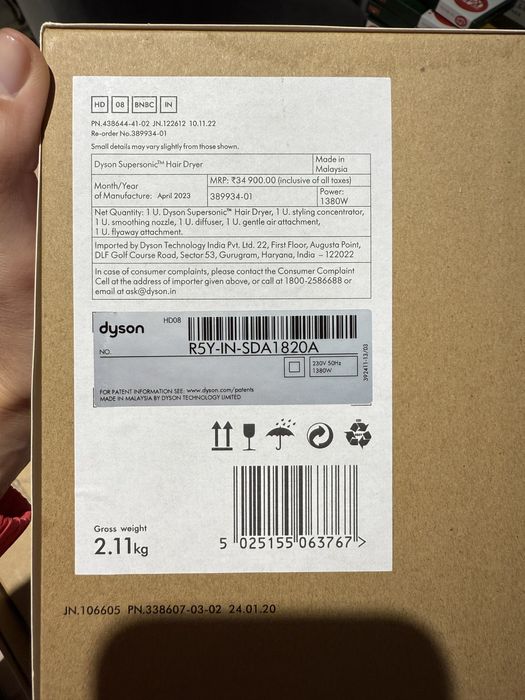 HD 08 BNBC IN
PN.438644-41-02 JN.122612 10.11.22
Re-order No.389934-01
Small details may vary slightly from those shown.
Dyson Supersonic™ Hair Dryer
Made in
Malaysia
Month/Year
of Manufacture: April 2023
MRP: ₹34 900.00 (inclusive of all taxes)
389934-01
Power:
1380W
Net Quantity: 1 U. Dyson Supersonic™ Hair Dryer, 1 U. styling concentrator,
1 U. smoothing nozzle, 1 U. diffuser, 1 U. gentle air attachment,
1 U. flyaway attachment.
Imported by Dyson Technology India Pvt. Ltd. 22, First Floor, Augusta Point,
DLF Golf Course Road, Sector 53, Gurugram, Haryana, India – 122022
In case of consumer complaints, please contact the Consumer Complaint
Cell at the address of importer given above, or call at 1800-2586688 or
email at ask@dyson.in
dyson
HD08
NO.
R5Y-IN-SDA1820A
230V 50Hz
1380W
392411-13/03
FOR PATENT INFORMATION SEE: www.dyson.com/patents
MADE IN MALAYSIA BY DYSON TECHNOLOGY LIMITED
Gross weight
2.11kg
5 025155 063767 >
JN.106605 PN.338607-03-02 24.01.20